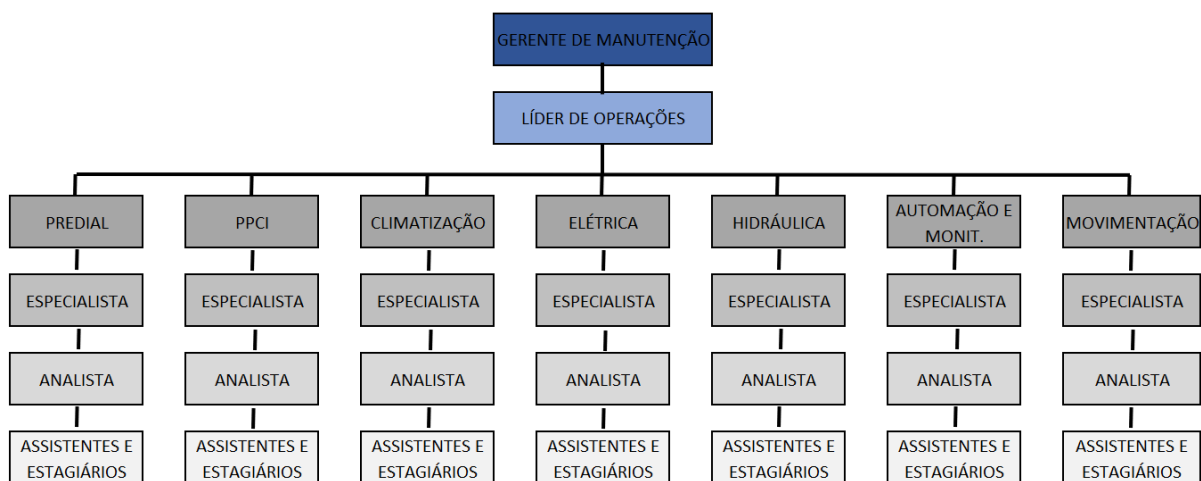 GERENTE DE MANUTENÇÃO
LÍDER DE OPERAÇÕES
PREDIAL
PPCI
CLIMATIZAÇÃO
ELÉTRICA
HIDRÁULICA
AUTOMAÇÃO E
MONIT.
MOVIMENTAÇÃO
ESPECIALISTA
ESPECIALISTA
ESPECIALISTA
ESPECIALISTA
ESPECIALISTA
ESPECIALISTA
ESPECIALISTA
ANALISTA
ANALISTA
ANALISTA
ANALISTA
ANALISTA
ANALISTA
ANALISTA
ASSISTENTES E
ESTAGIÁRIOS
ASSISTENTES E
ESTAGIÁRIOS
ASSISTENTES E
ESTAGIÁRIOS
ASSISTENTES E
ESTAGIÁRIOS
ASSISTENTES E
ESTAGIÁRIOS
ASSISTENTES E
ESTAGIÁRIOS
ASSISTENTES E
ESTAGIÁRIOS